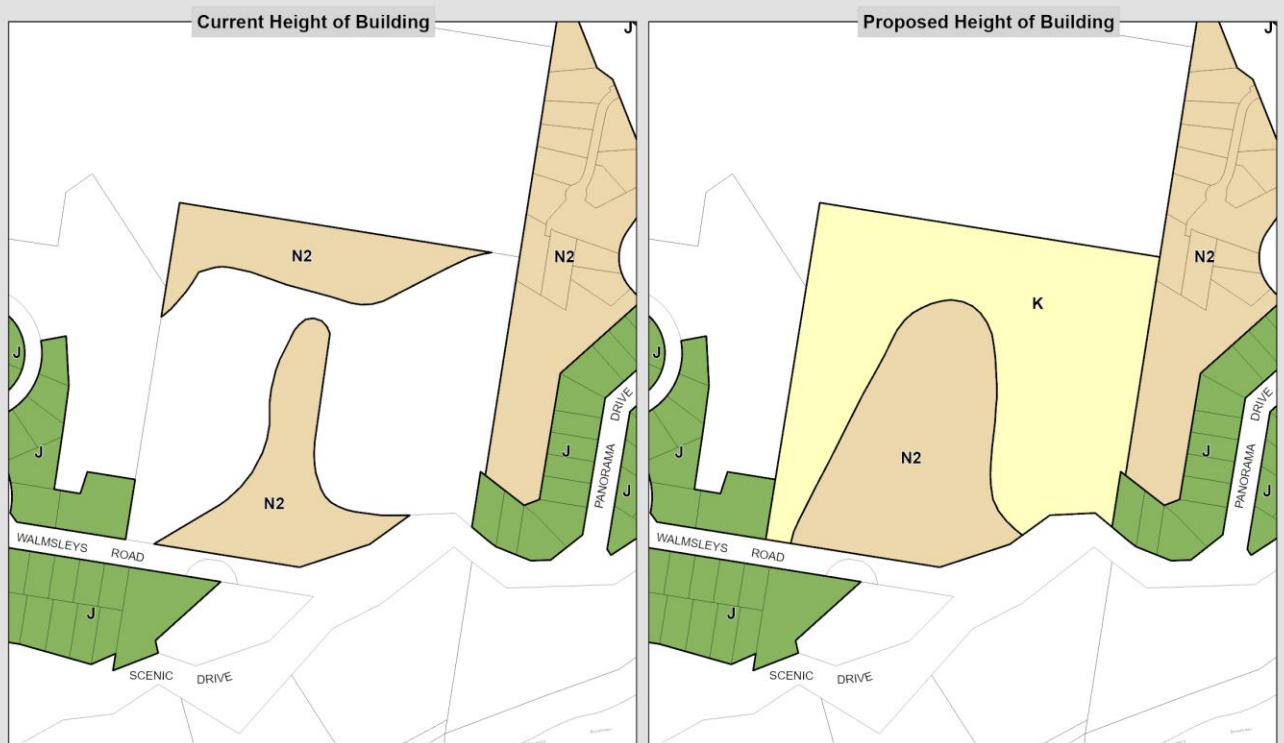 Current Height of Building
J
N2
N2
J
J
N2
J
J
PANORAMA DRIVE
WALMSLEYS ROAD
J
SCENIC DRIVE
Proposed Height of Building
J
N2
K
J
J
N2
J
J
PANORAMA DRIVE
WALMSLEYS ROAD
J
SCENIC DRIVE